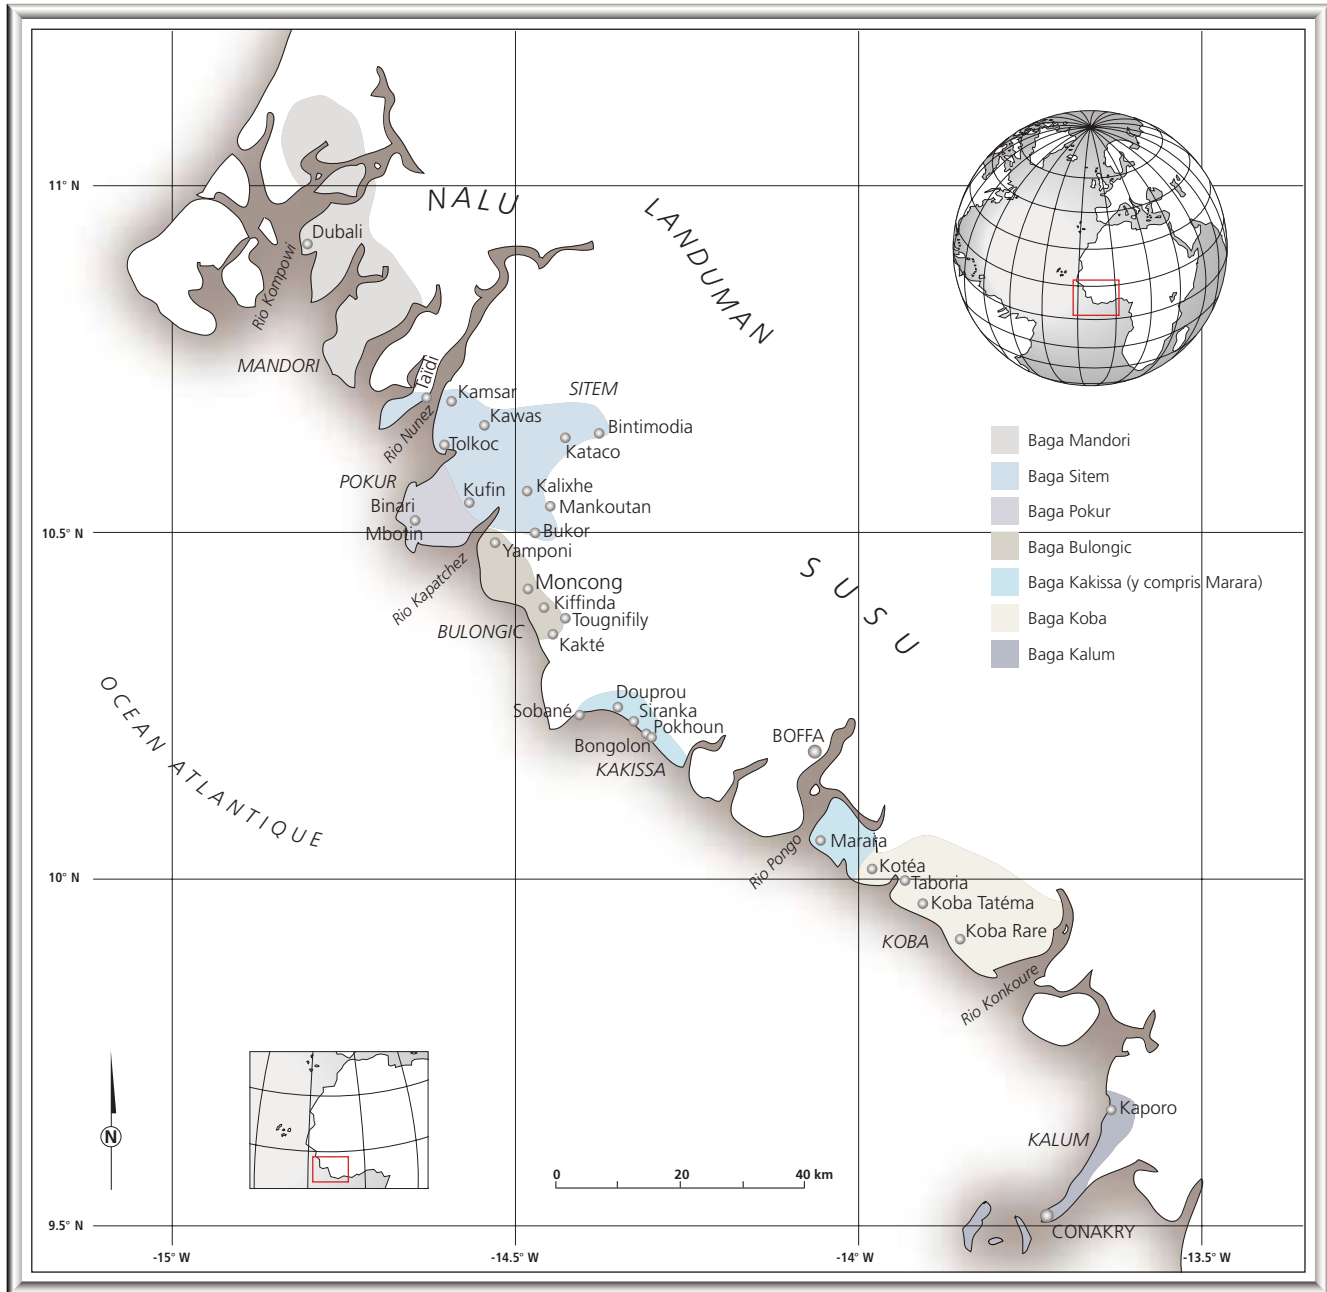 11° N
NALU
LANDUMAN
Dubali
Rio Kompowi
MANDORI
Taïdi
Kamsar
SITEM
Kawas
Bintimodia
Rio Nunez
Tolkoc
Kataco
POKUR
Kufin
Kalixhe
Binari
Mankoutan
Mbotin
10.5° N
Bukor
Yamponi
Rio Kapatchez
Moncong
Kiffinda
Tougnifily
BULONGIC
Kakté
SUSU
Baga Mandori
Baga Sitem
Baga Pokur
Baga Bulongic
Baga Kakissa (y compris Marara)
Baga Koba
Baga Kalum
OCEAN ATLANTIQUE
Douprou
Sobané
Siranka
Pokhoun
Bongolon
KAKISSA
BOFFA
Rio Pongo
Marara
Kotéa
10° N
Taboria
Koba Tatéma
Koba Rare
KOBA
Rio Konkoure
Kaporo
KALUM
N
0 20 40 km
9.5° N
CONAKRY
-15° W
-14.5° W
-14° W
-13.5° W